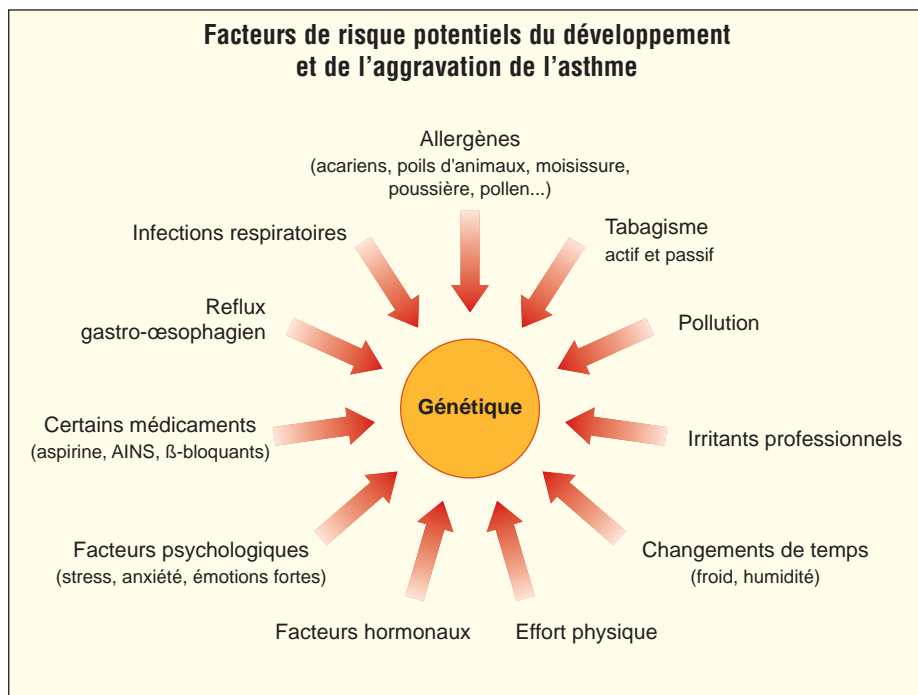 Facteurs de risque potentiels du développement
et de l'aggravation de l'asthme
Allergènes
(acariens, poils d'animaux, moisissure,
poussière, pollen...)
Infections respiratoires
Tabagisme
actif et passif
Reflux
gastro-œsophagien
Pollution
Génétique
Certains médicaments
(aspirine, AINS, ß-bloquants)
Irritants professionnels
Facteurs psychologiques
(stress, anxiété, émotions fortes)
Changements de temps
(froid, humidité)
Facteurs hormonaux
Effort physique